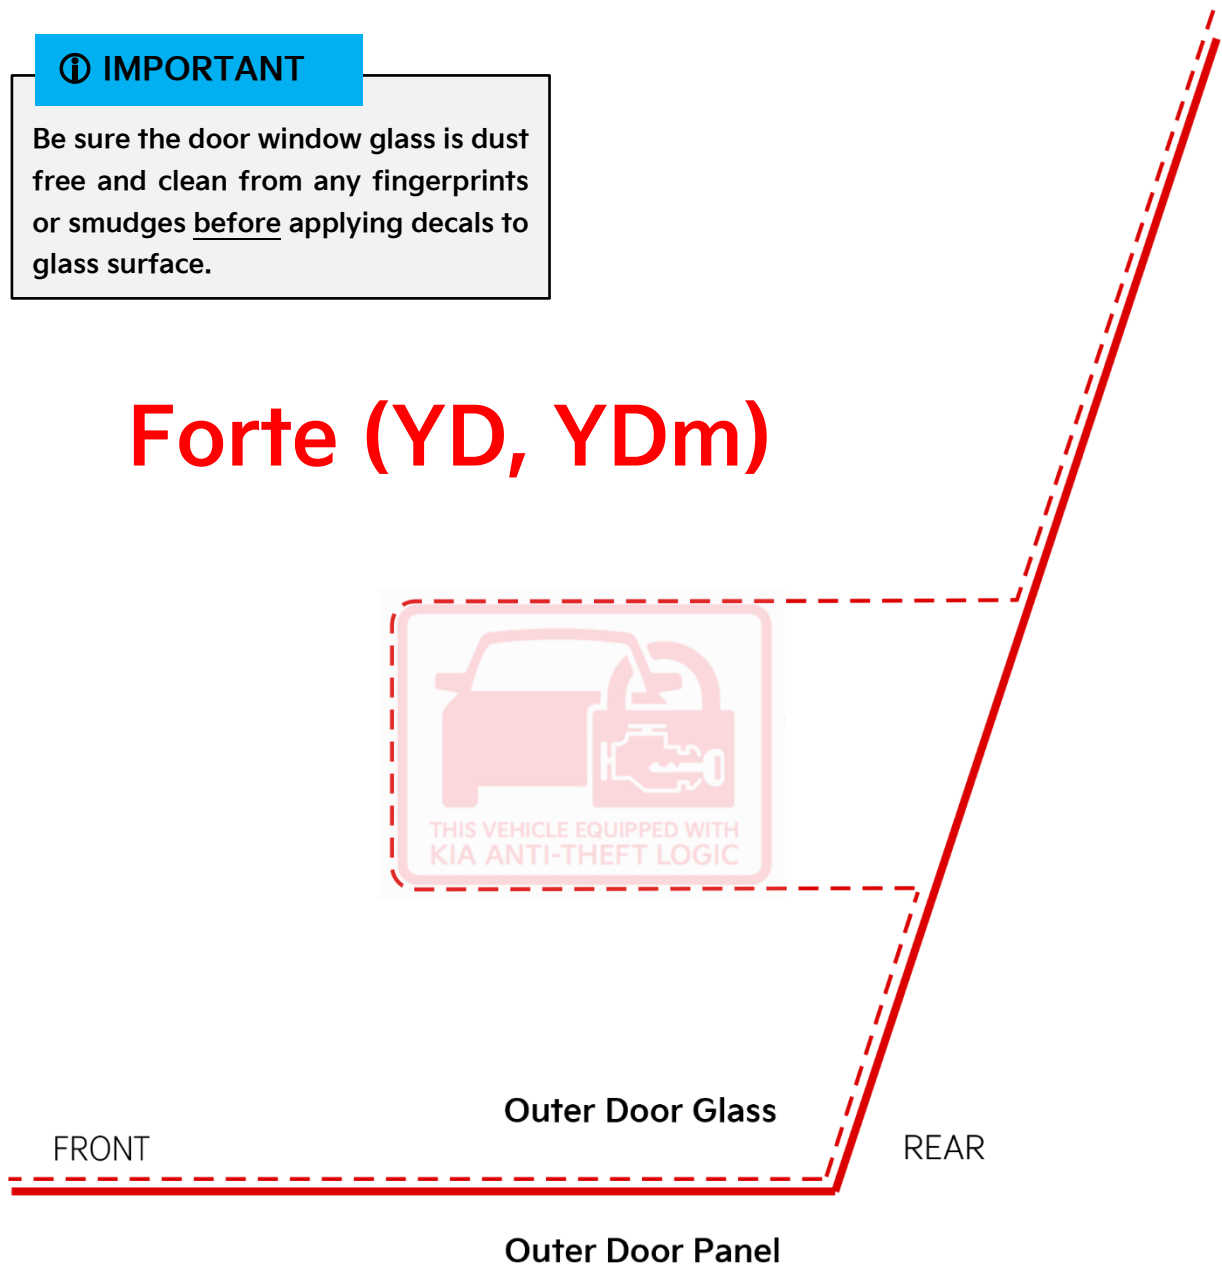 IMPORTANT
Be sure the door window glass is dust
free and clean from any fingerprints
or smudges before applying decals to
glass surface.
Forte (YD, YDm)
THIS VEHICLE EQUIPPED WITH
KIA ANTI-THEFT LOGIC
Outer Door Glass
FRONT
REAR
Outer Door Panel